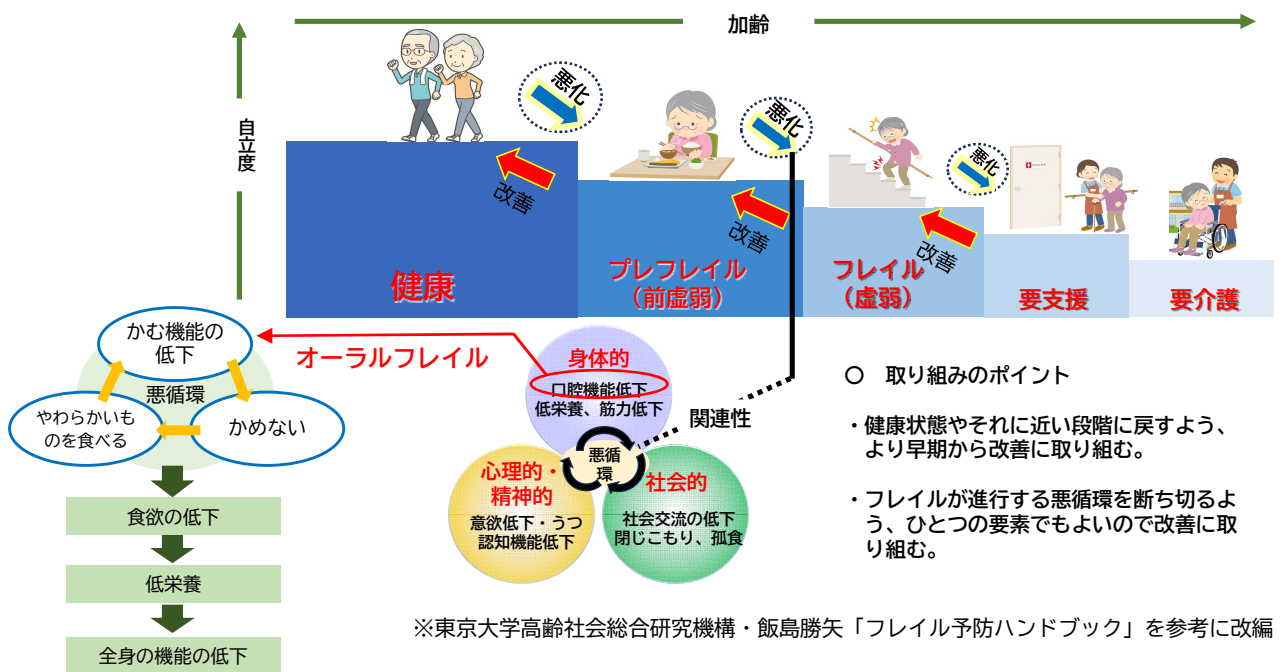 加齢
自立度
悪化
悪化
悪化
改善
改善
改善
健康
プレフレイル
（前虚弱）
フレイル
（虚弱）
要支援
要介護
かむ機能の
低下
悪循環
やわらかいも
のを食べる
かめない
食欲の低下
低栄養
全身の機能の低下
オーラルフレイル
身体的
口腔機能低下
低栄養、筋力低下
関連性
悪循
環
心理的・
精神的
意欲低下・うつ
認知機能低下
社会的
社会交流の低下
閉じこもり、孤食
〇　取り組みのポイント
・健康状態やそれに近い段階に戻すよう、
より早期から改善に取り組む。
・フレイルが進行する悪循環を断ち切るよ
う、ひとつの要素でもよいので改善に取
り組む。
※東京大学高齢社会総合研究機構・飯島勝矢「フレイル予防ハンドブック」を参考に改編